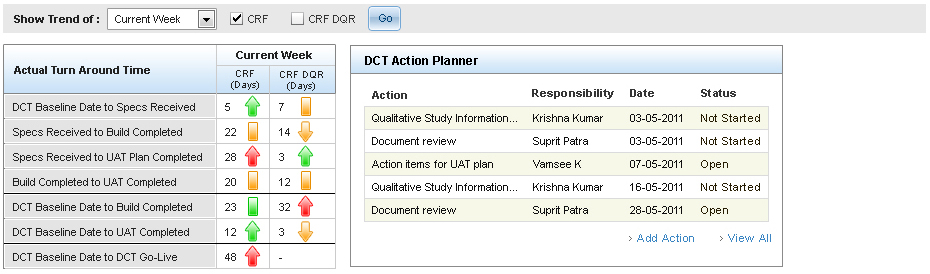 Show Trend of : Current Week CRF CRF DQR Go
Actual Turn Around Time
Current Week
CRF (Days)
CRF DQR (Days)
DCT Baseline Date to Specs Received 5 7
Specs Received to Build Completed 22 14
Specs Received to UAT Plan Completed 28 3
Build Completed to UAT Completed 20 12
DCT Baseline Date to Build Completed 23 32
DCT Baseline Date to UAT Completed 12 3
DCT Baseline Date to DCT Go-Live 48 -
DCT Action Planner
Action Responsibility Date Status
Qualitative Study Information... Krishna Kumar 03-05-2011 Not Started
Document review Suprit Patra 03-05-2011 Not Started
Action items for UAT plan Vamsee K 07-05-2011 Open
Qualitative Study Information... Krishna Kumar 16-05-2011 Not Started
Document review Suprit Patra 28-05-2011 Open
› Add Action › View All